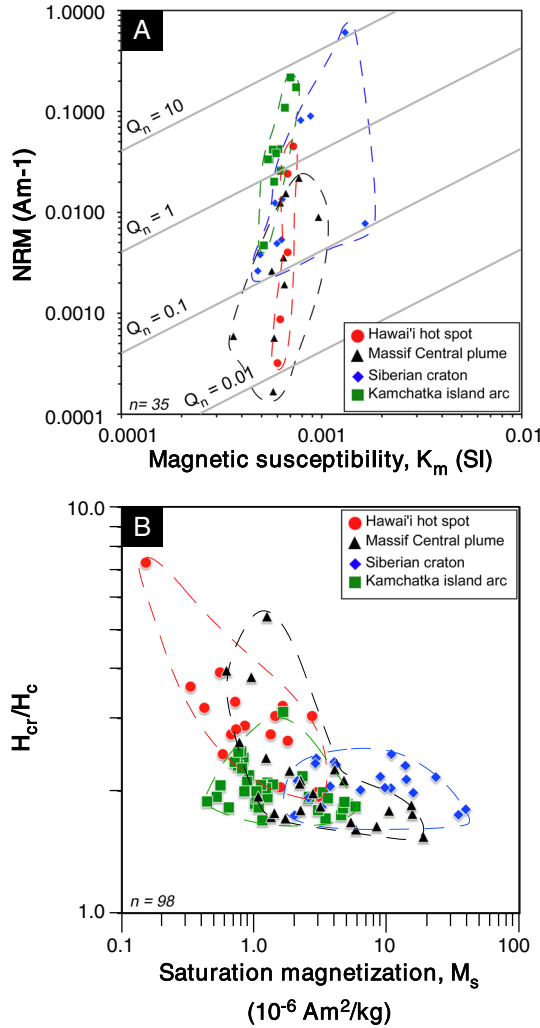 A
1.0000
0.1000
0.0100
0.0010
0.0001
NRM (Am-1)
Qn = 10
Qn = 1
Qn = 0.1
Qn = 0.01
n= 35
Hawai'i hot spot
Massif Central plume
Siberian craton
Kamchatka island arc
0.0001
0.001
0.01
Magnetic susceptibility, Km (SI)
B
10.0
1.0
Hcr/Hc
Hawai'i hot spot
Massif Central plume
Siberian craton
Kamchatka island arc
n = 98
0.1
1.0
10
100
Saturation magnetization, Ms
(10-6 Am2/kg)